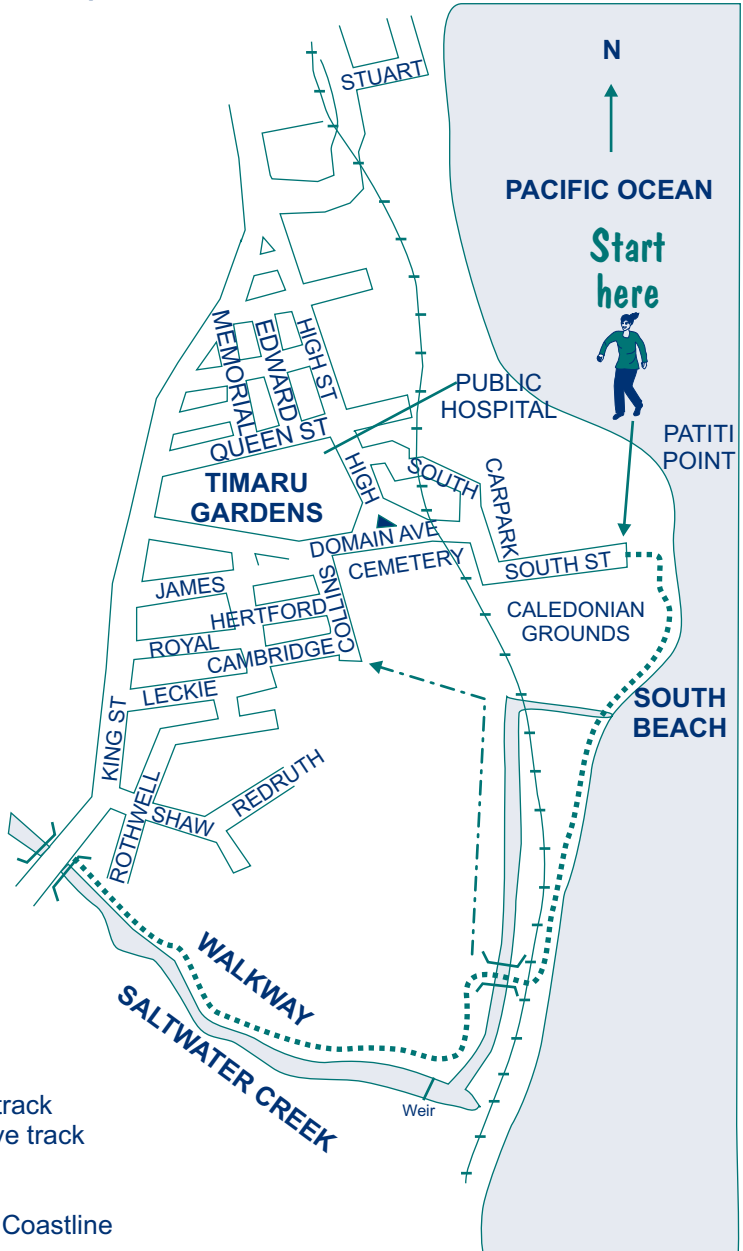 STUART
N
PACIFIC OCEAN
Start
here
MEMORIAL
EDWARD
HIGH ST
PUBLIC
HOSPITAL
QUEEN ST
PATITI
POINT
HIGH
SOUTH
CARPARK
TIMARU
GARDENS
DOMAIN AVE
CEMETERY
SOUTH ST
JAMES
COLLINS
HERTFORD
CALEDONIAN
GROUNDS
ROYAL
CAMBRIDGE
LECKIE
SOUTH
BEACH
KING ST
REDRUTH
ROTHWELL
SHAW
WALKWAY
SALTWATER CREEK
Weir
track
ve track
Coastline